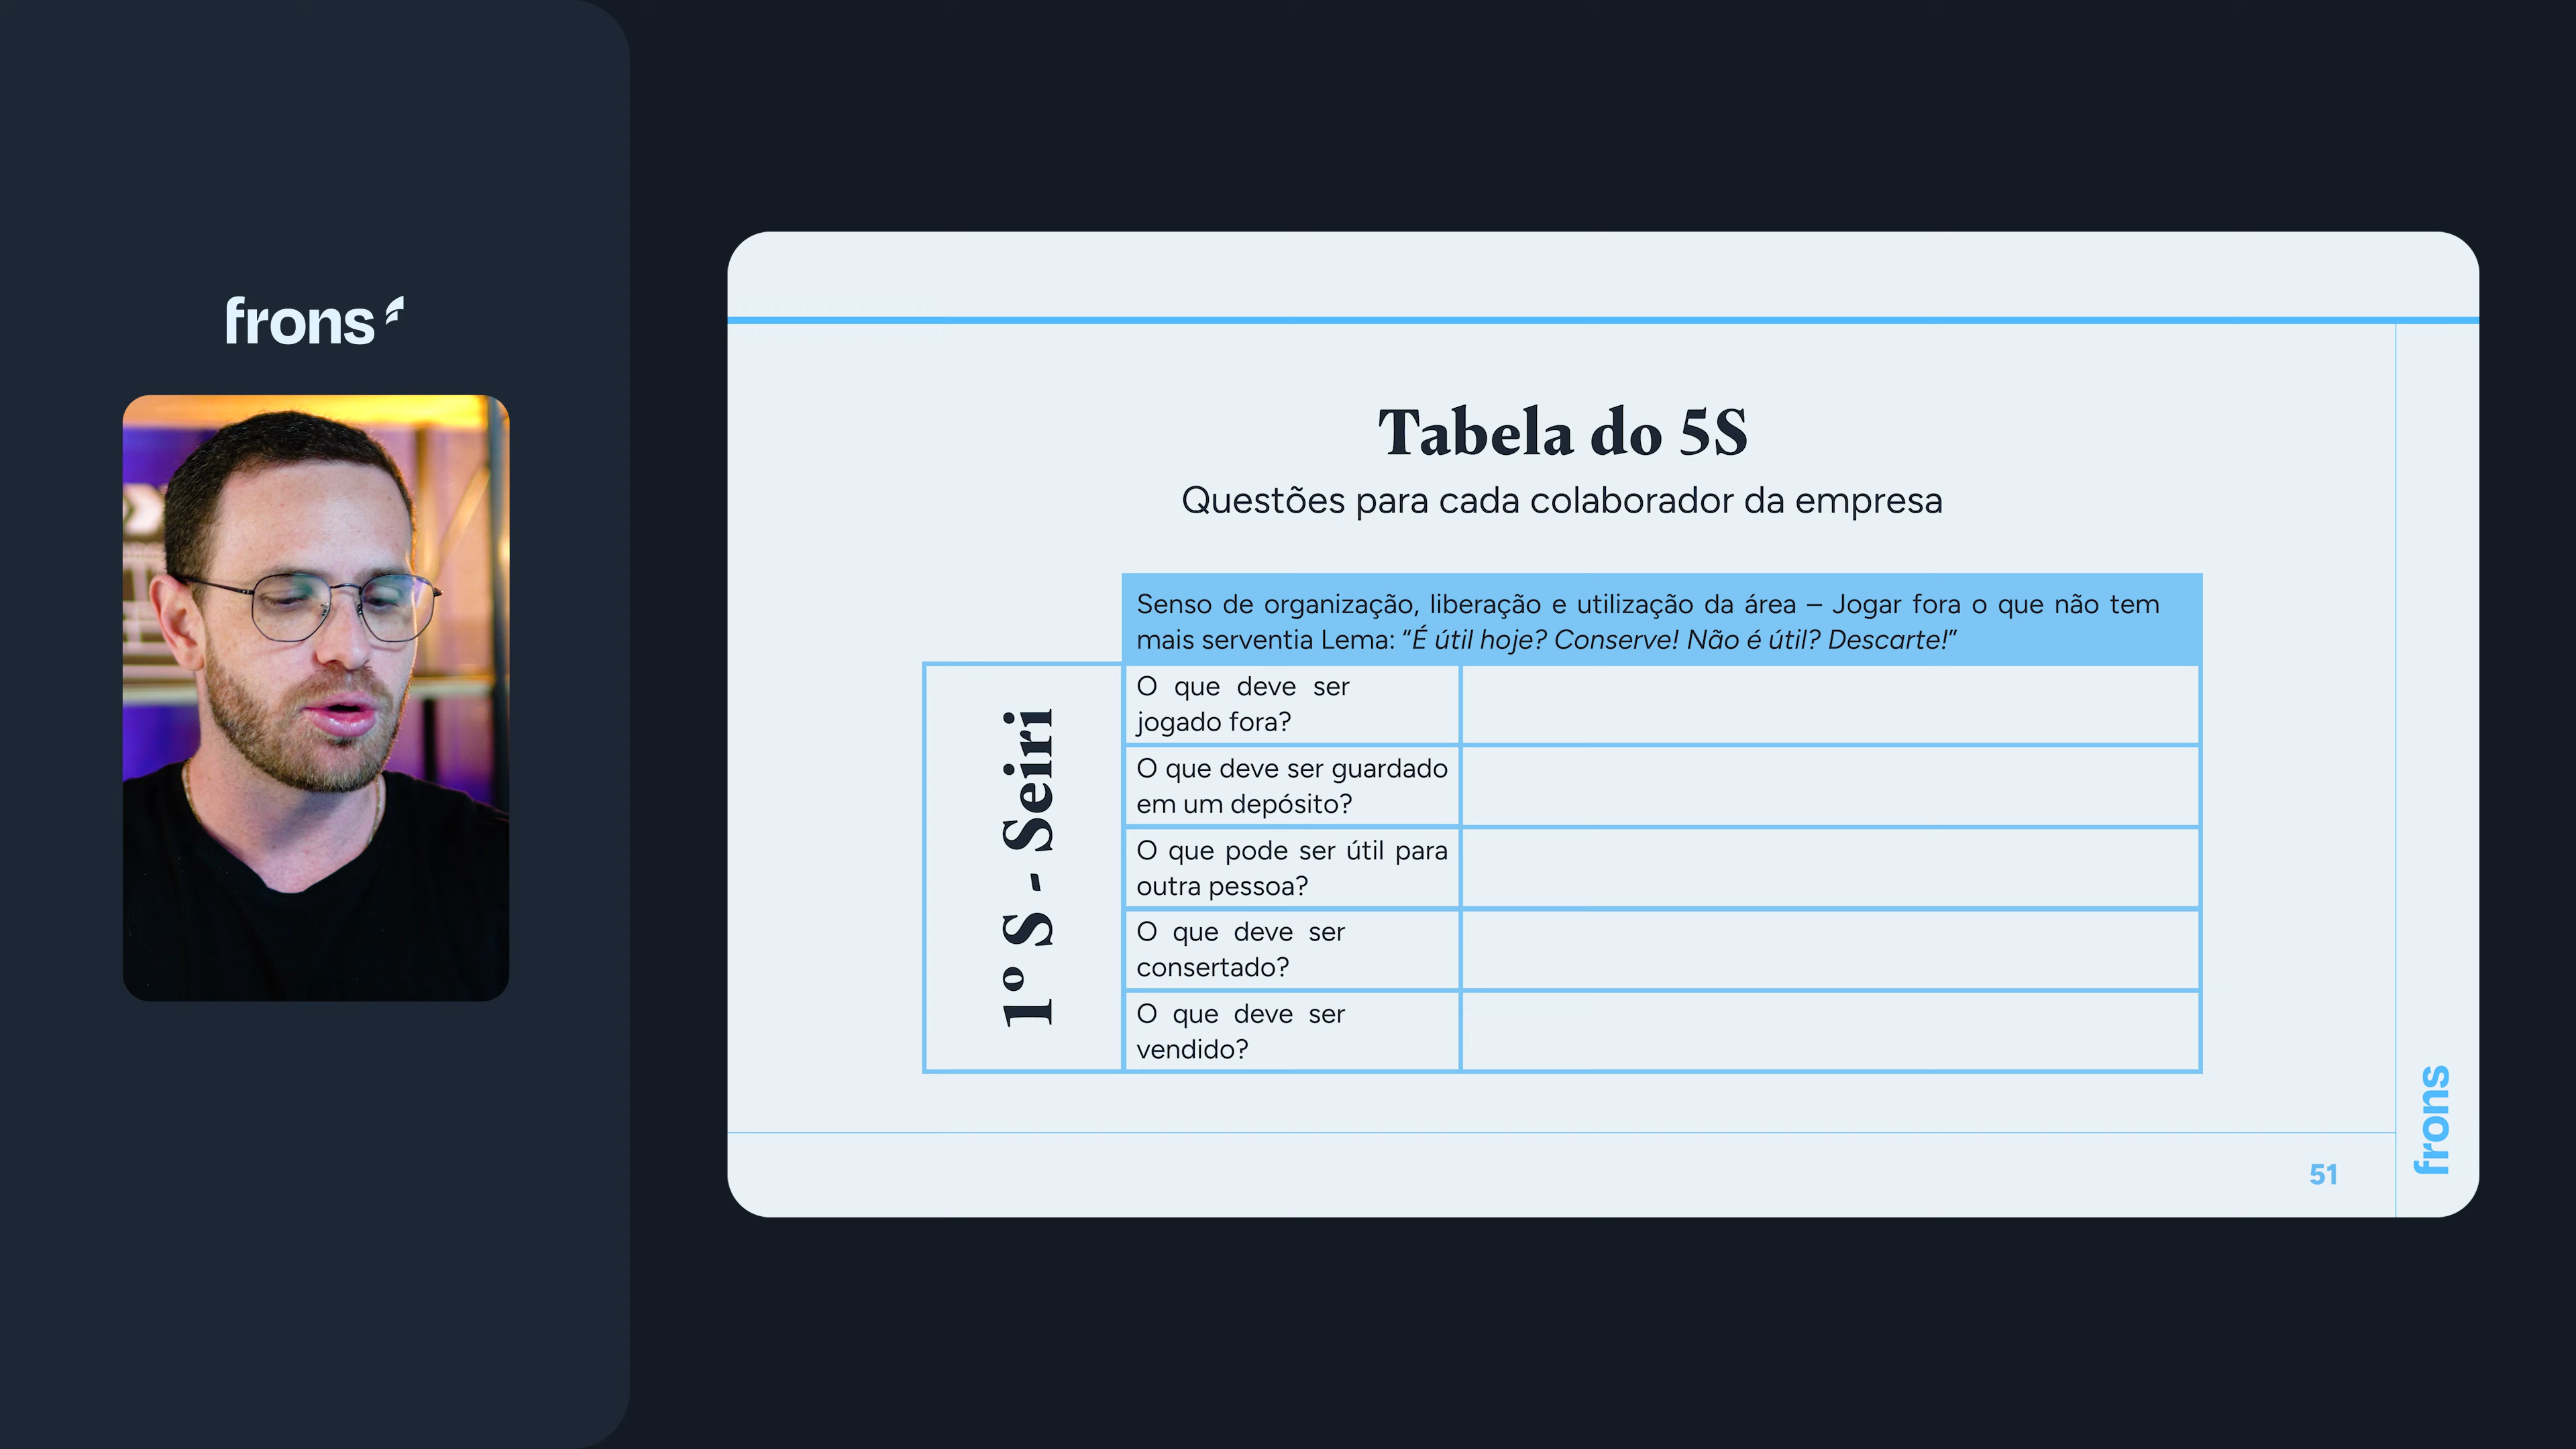 frons
Tabela do 5S
Questões para cada colaborador da empresa
Senso de organização, liberação e utilização da área – Jogar fora o que não tem
mais serventia Lema: “É útil hoje? Conserve! Não é útil? Descarte!”
1º S - Seiri
O que deve ser
jogado fora?
O que deve ser guardado
em um depósito?
O que pode ser útil para
outra pessoa?
O que deve ser
consertado?
O que deve ser
vendido?
51
frons